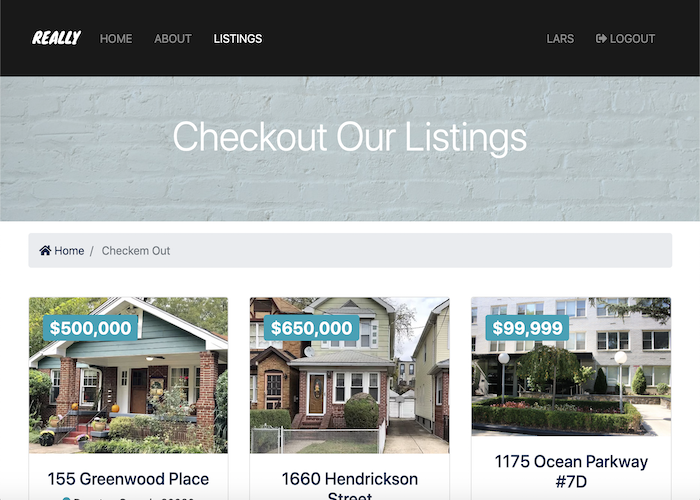 REALLY HOME ABOUT LISTINGS LARS LOGOUT
Checkout Our Listings
Home / Checkem Out
$500,000
$650,000
$99,999
155 Greenwood Place
1660 Hendrickson
Street
1175 Ocean Parkway
#7D